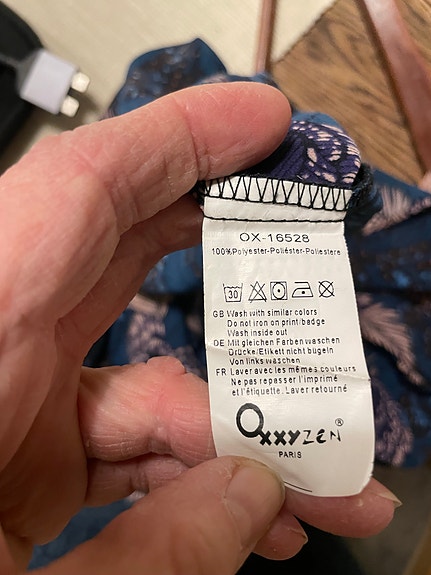 OX-16528
100%Polyester-Poliéster-Poliestere
30
GB Wash with similar colors
Do not iron on print/badge
Wash inside out
DE Mit gleichen Farben waschen
Drücke/Etikett nicht bügeln
Von links waschen
FR Laver avec les mêmes couleurs
Ne pas repasser l'imprimé
et l'étiquette. Laver retourné
Oxxyzen®
PARIS